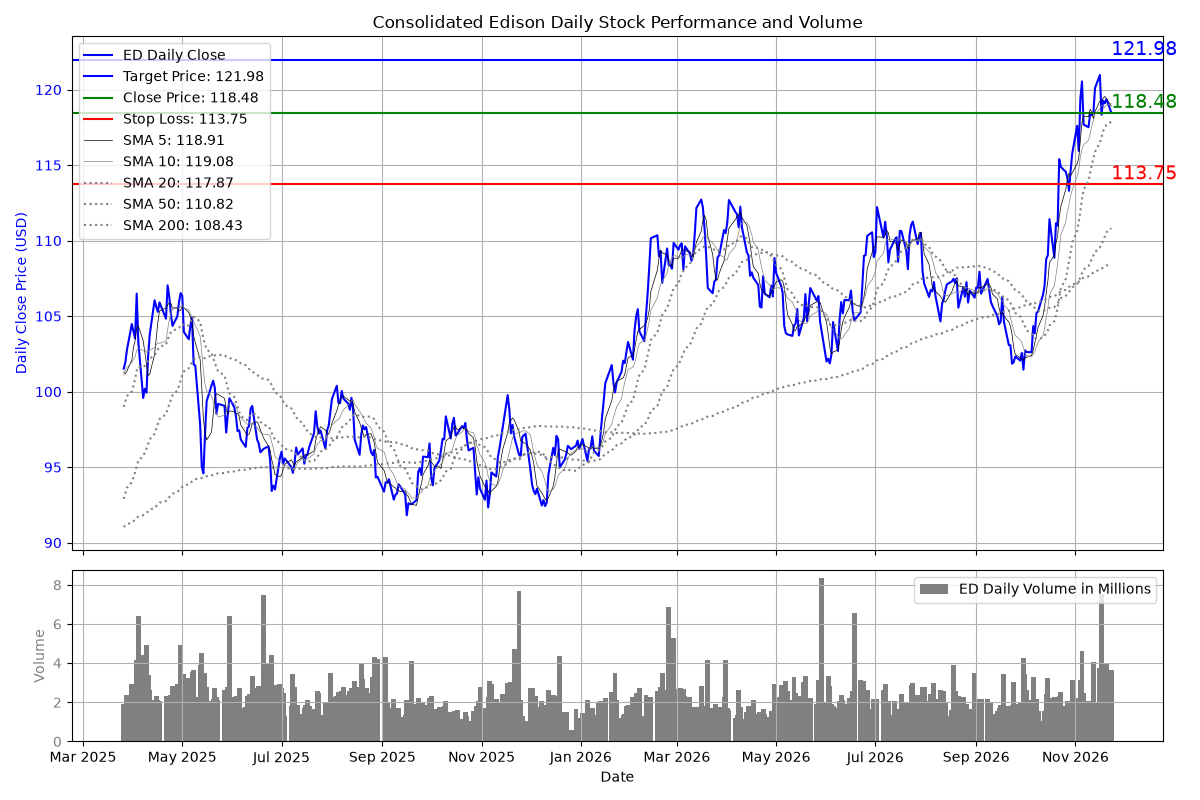 Consolidated Edison Daily Stock Performance and Volume
121.98
118.48
113.75
ED Daily Close
Target Price: 121.98
Close Price: 118.48
Stop Loss: 113.75
SMA 5: 118.91
SMA 10: 119.08
SMA 20: 117.87
SMA 50: 110.82
SMA 200: 108.43
Daily Close Price (USD)
120
115
110
105
100
95
90
ED Daily Volume in Millions
Volume
8
6
4
2
0
Mar 2025 May 2025 Jul 2025 Sep 2025 Nov 2025 Jan 2026 Mar 2026 May 2026 Jul 2026 Sep 2026 Nov 2026
Date